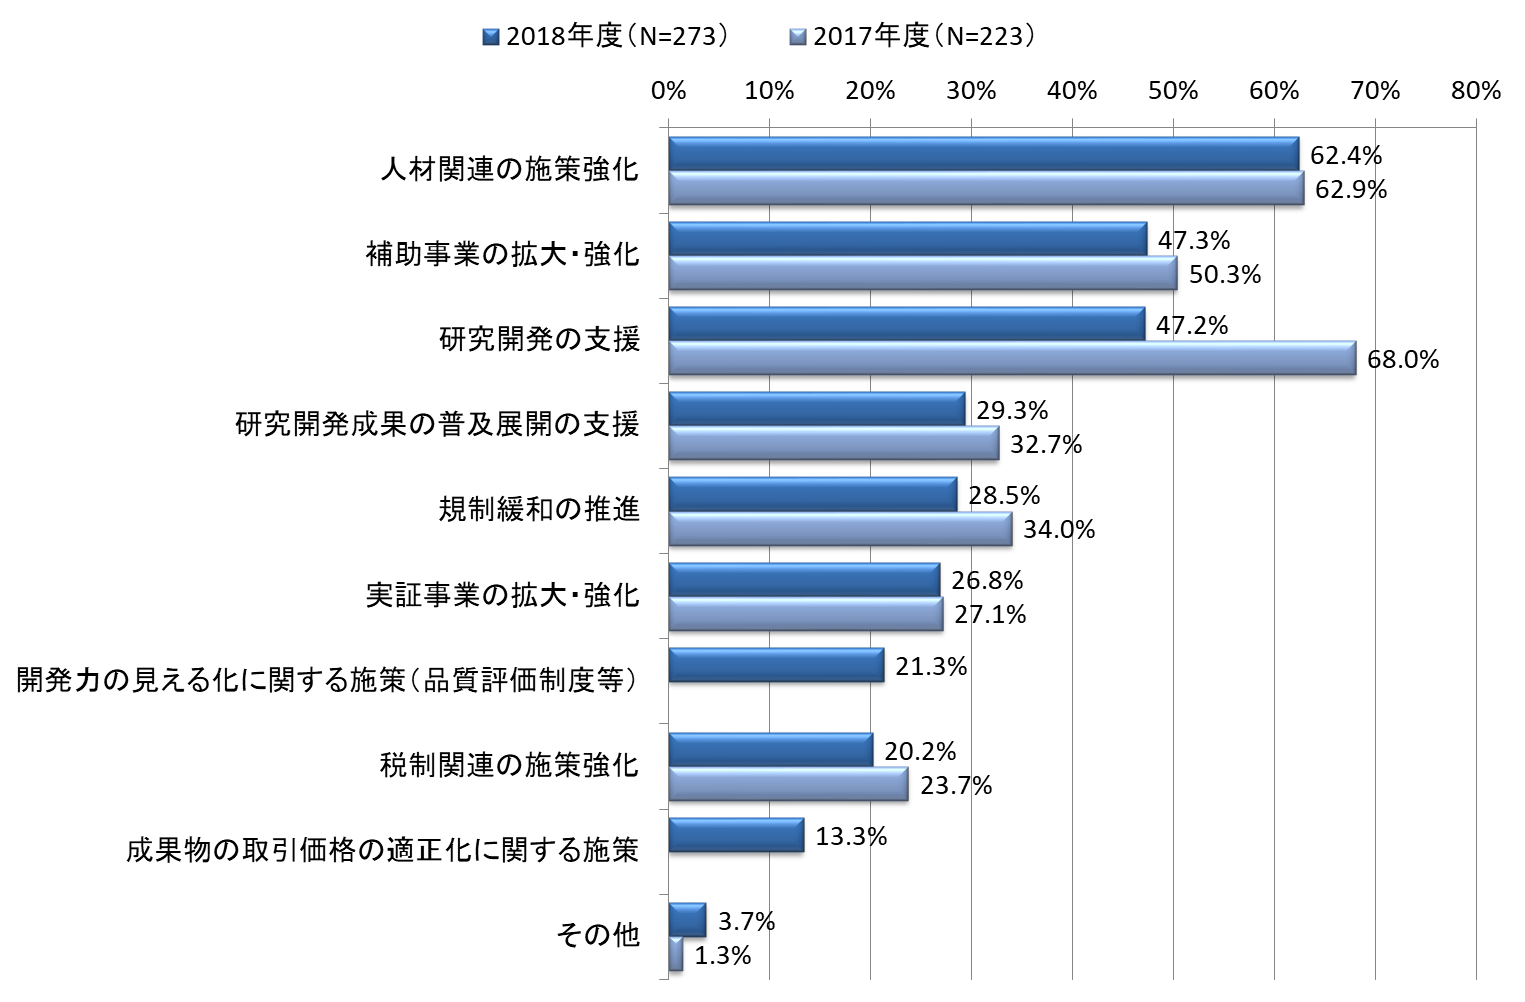 2018年度（N=273） 2017年度（N=223）
0% 10% 20% 30% 40% 50% 60% 70% 80%
人材関連の施策強化 62.4%
62.9%
補助事業の拡大・強化 47.3%
50.3%
研究開発の支援 47.2%
68.0%
研究開発成果の普及展開の支援 29.3%
32.7%
規制緩和の推進 28.5%
34.0%
実証事業の拡大・強化 26.8%
27.1%
開発力の見える化に関する施策（品質評価制度等） 21.3%
税制関連の施策強化 20.2%
23.7%
成果物の取引価格の適正化に関する施策 13.3%
その他 3.7%
1.3%